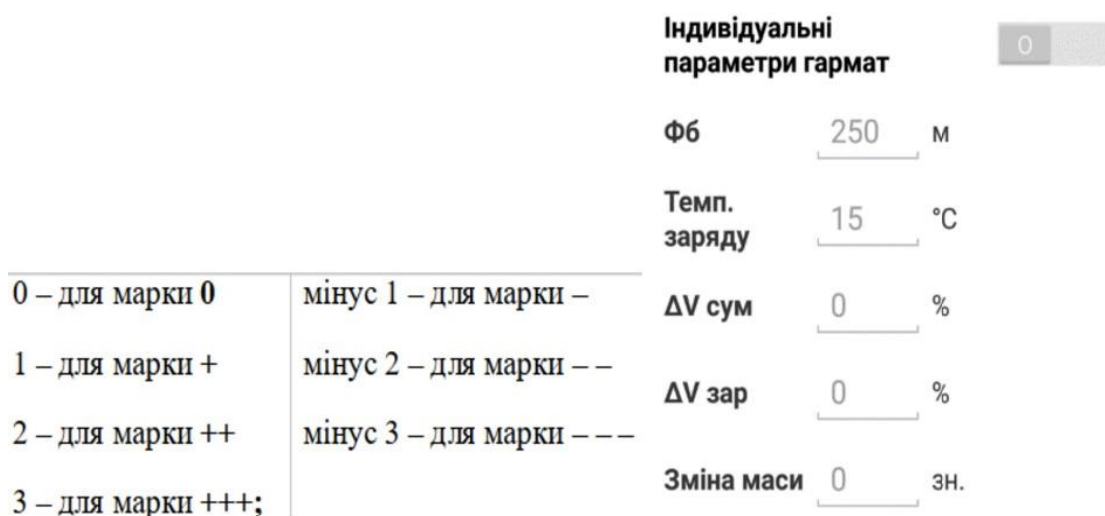 Індивідуальні
параметри гармат
0
Фб 250 м
Темп.
заряду 15 °C
ΔV сум 0 %
ΔV зар 0 %
Зміна маси 0 зн.
0 – для марки 0
1 – для марки +
2 – для марки ++
3 – для марки +++;
мінус 1 – для марки –
мінус 2 – для марки – –
мінус 3 – для марки – – –